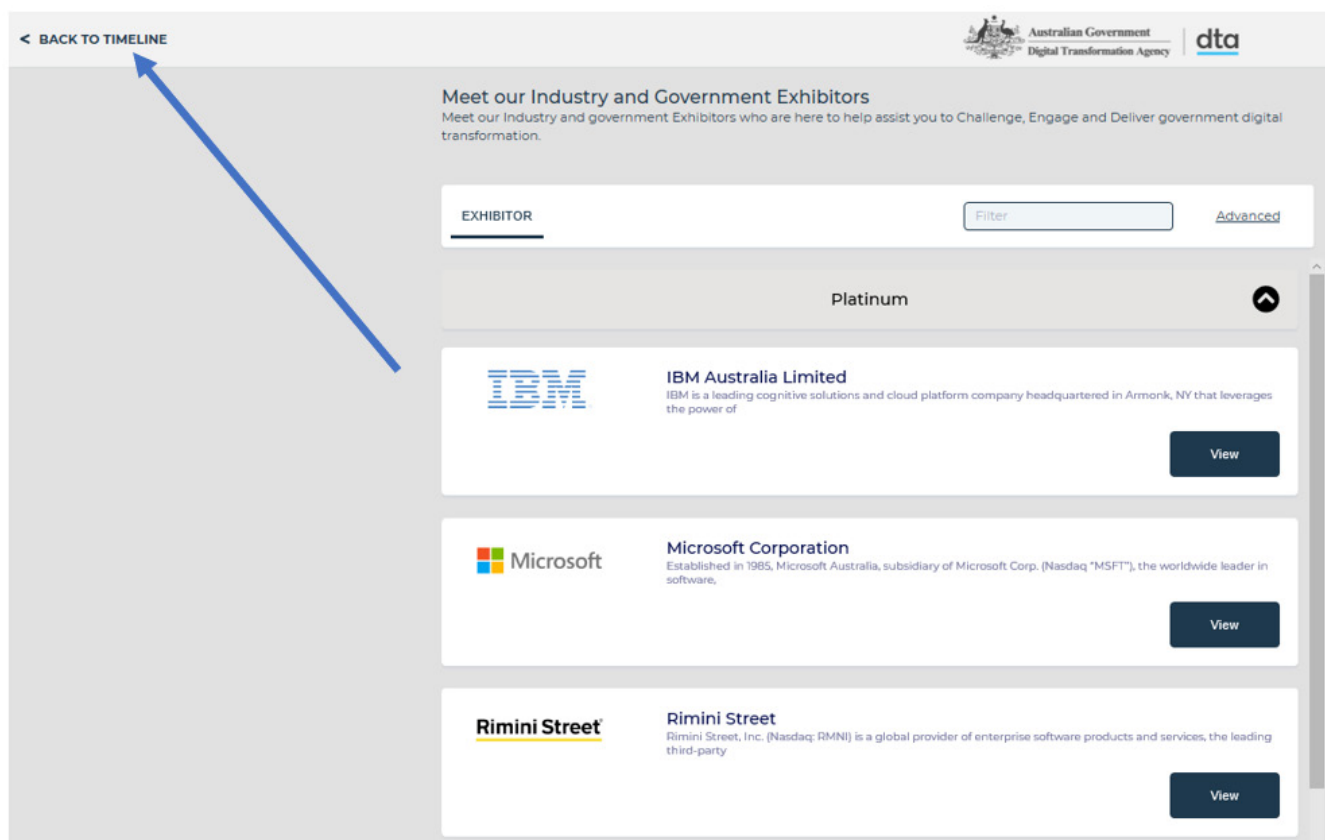 < BACK TO TIMELINE
Australian Government
Digital Transformation Agency
dta
Meet our Industry and Government Exhibitors
Meet our Industry and government Exhibitors who are here to help assist you to Challenge, Engage and Deliver government digital
transformation.
EXHIBITOR
Filter
Advanced
Platinum
IBM
IBM Australia Limited
IBM is a leading cognitive solutions and cloud platform company headquartered in Armonk, NY that leverages
the power of
View
Microsoft
Microsoft Corporation
Established in 1985, Microsoft Australia, subsidiary of Microsoft Corp. (Nasdaq "MSFT"), the worldwide leader in
software,
View
Rimini Street
Rimini Street
Rimini Street, Inc. (Nasdaq: RMNI) is a global provider of enterprise software products and services, the leading
third-party
View